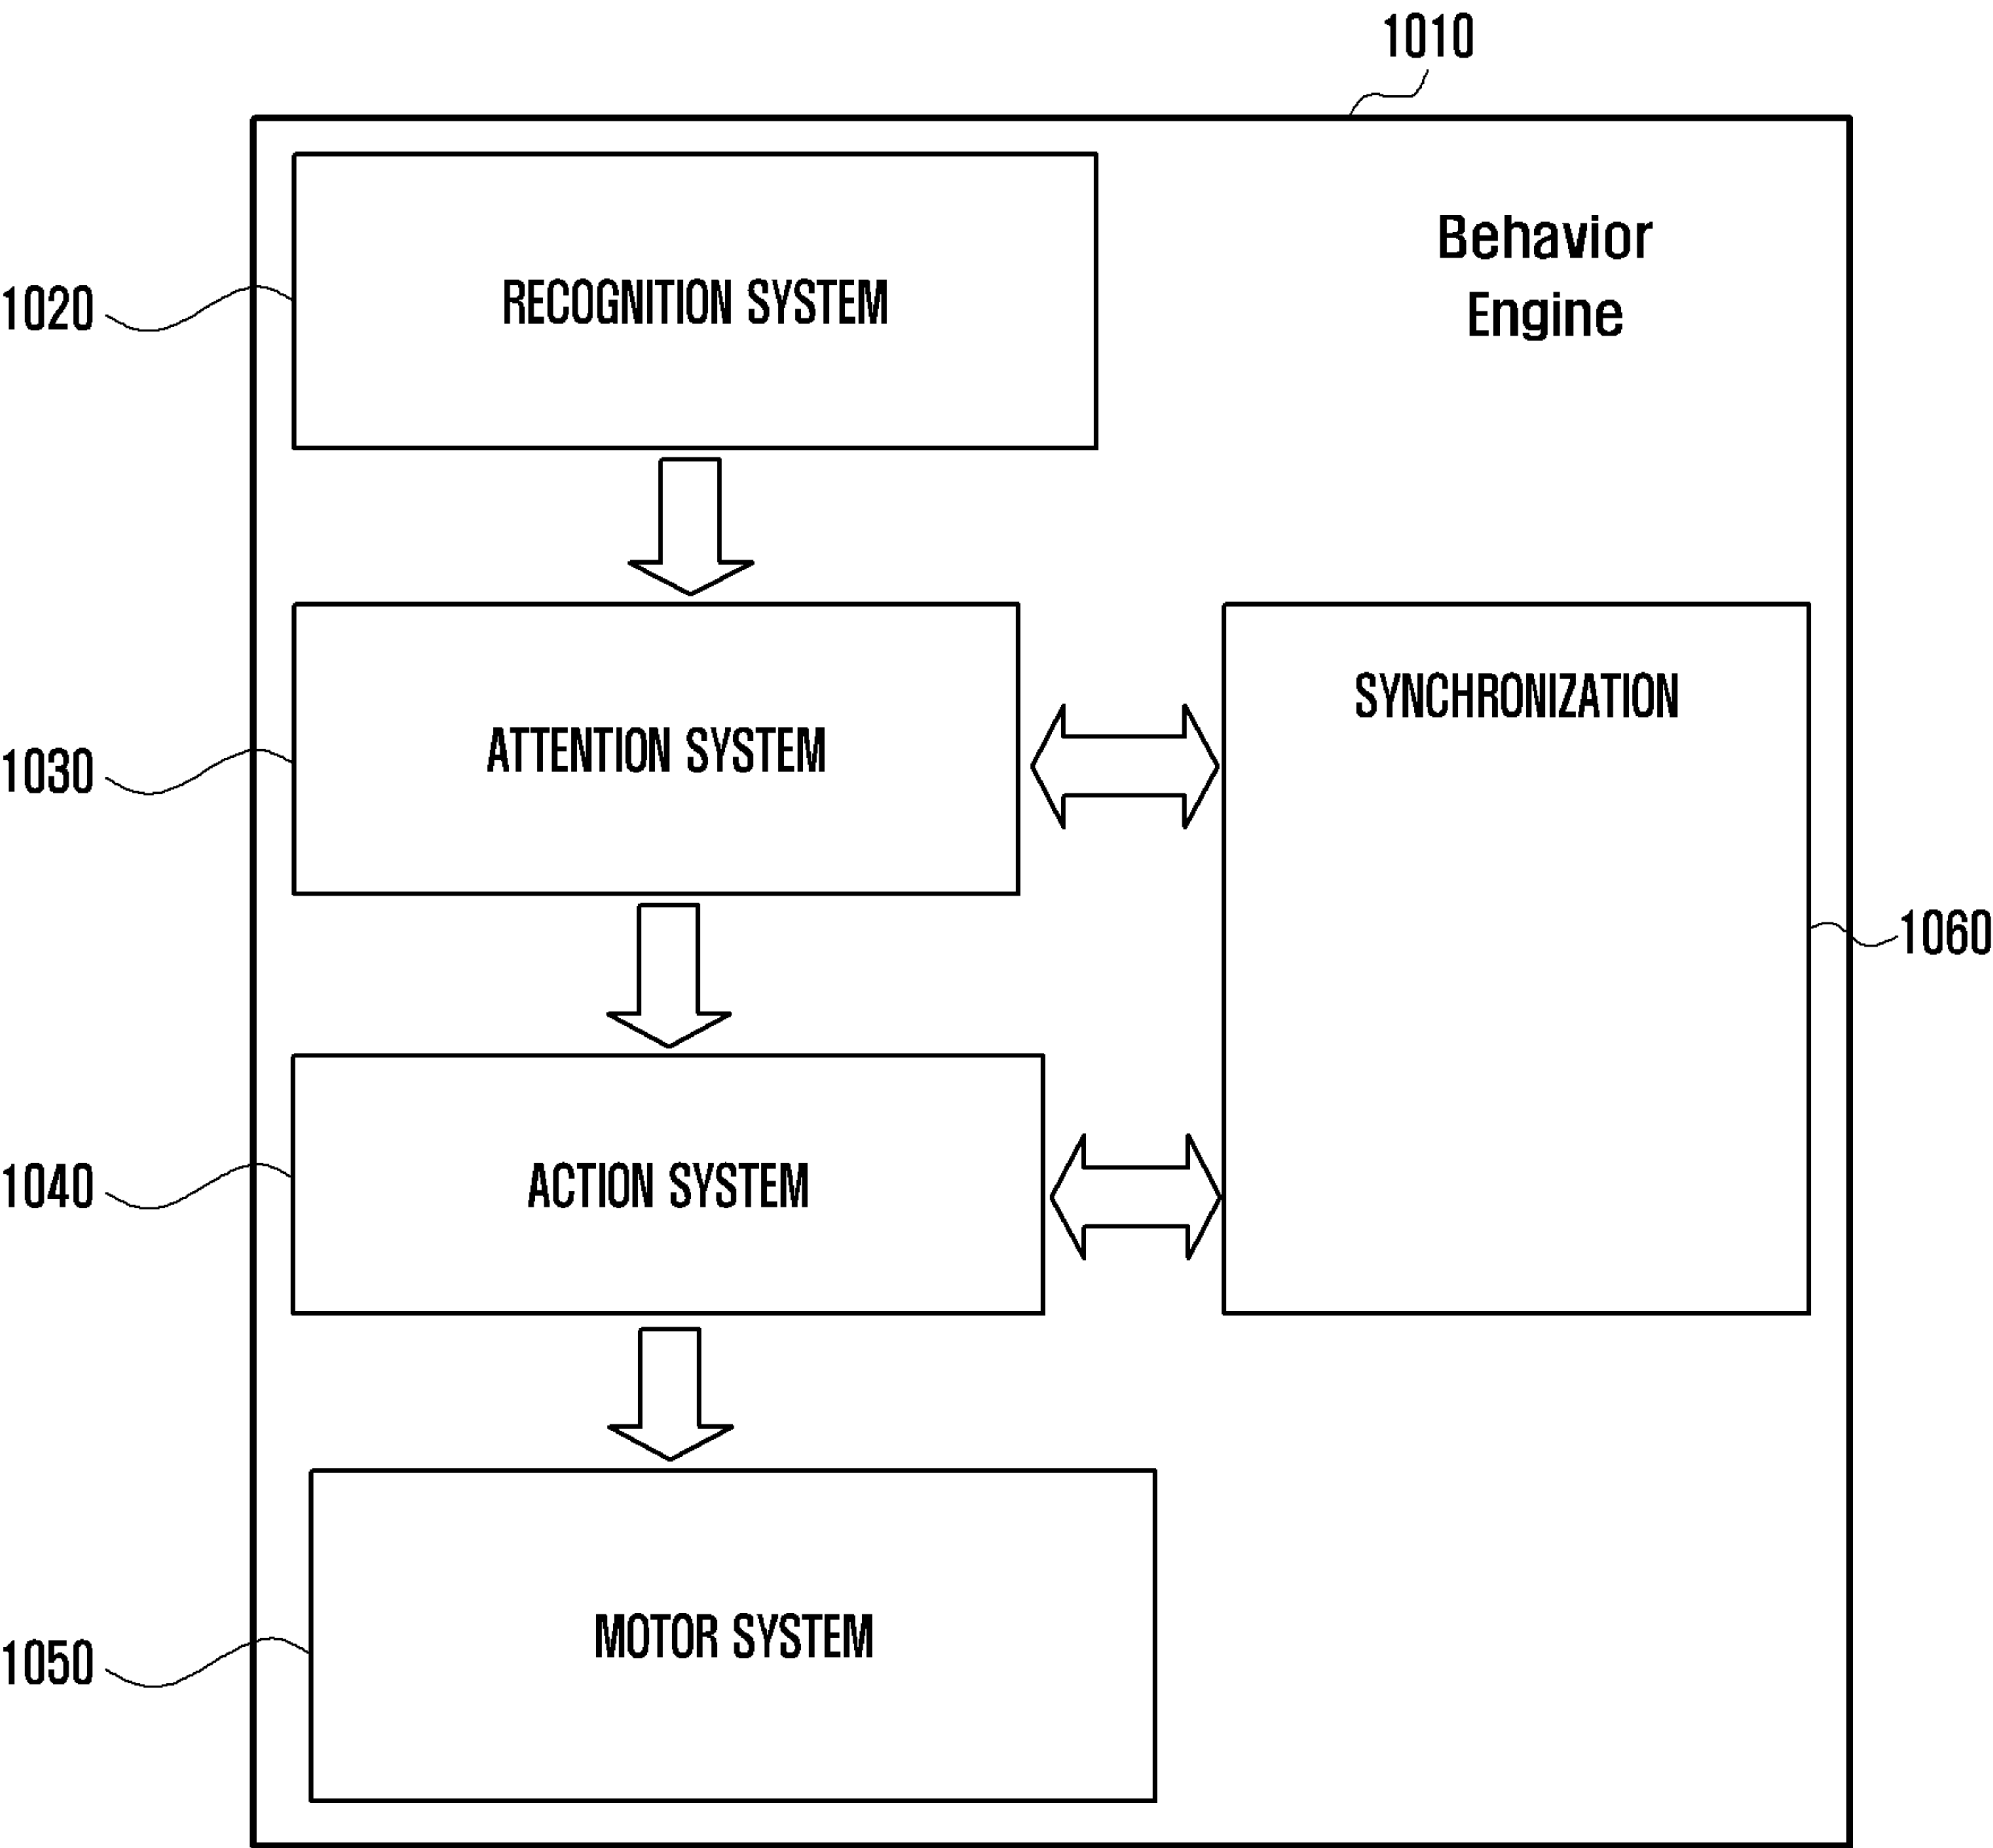 1010
Behavior
Engine
1020
RECOGNITION SYSTEM
1030
ATTENTION SYSTEM
SYNCHRONIZATION
1060
1040
ACTION SYSTEM
1050
MOTOR SYSTEM